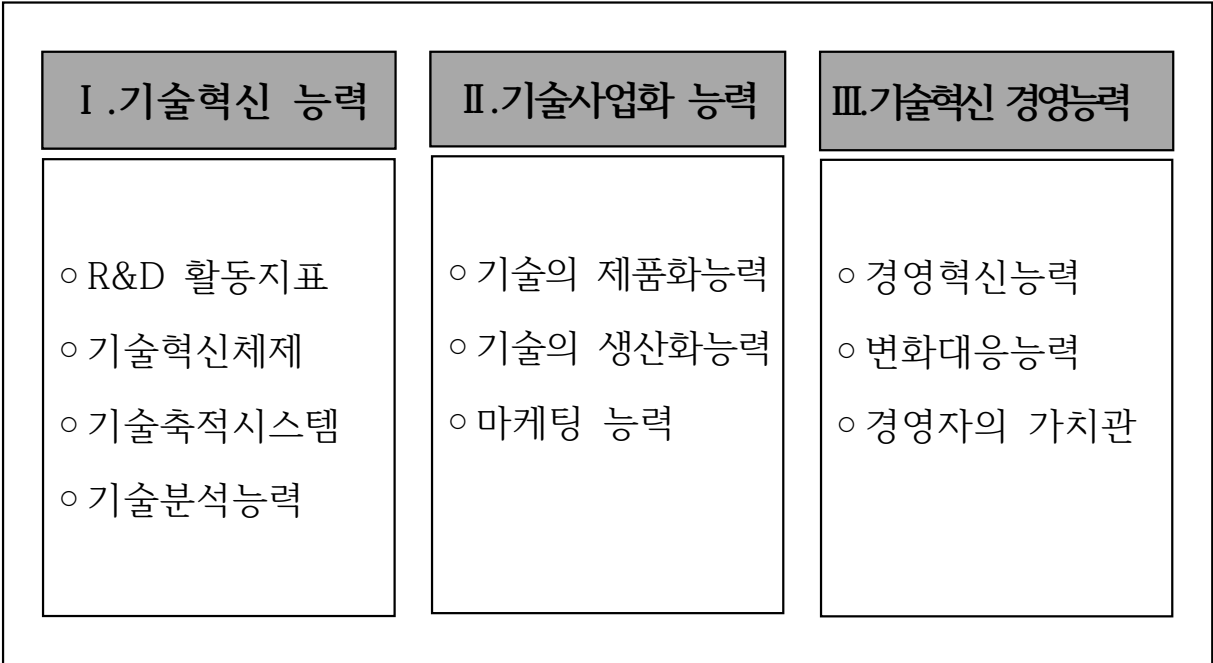 Ⅰ.기술혁신 능력
○ R&D 활동지표
○ 기술혁신체제
○ 기술축적시스템
○ 기술분석능력
Ⅱ.기술사업화 능력
○ 기술의 제품화능력
○ 기술의 생산화능력
○ 마케팅 능력
Ⅲ.기술혁신 경영능력
○ 경영혁신능력
○ 변화대응능력
○ 경영자의 가치관